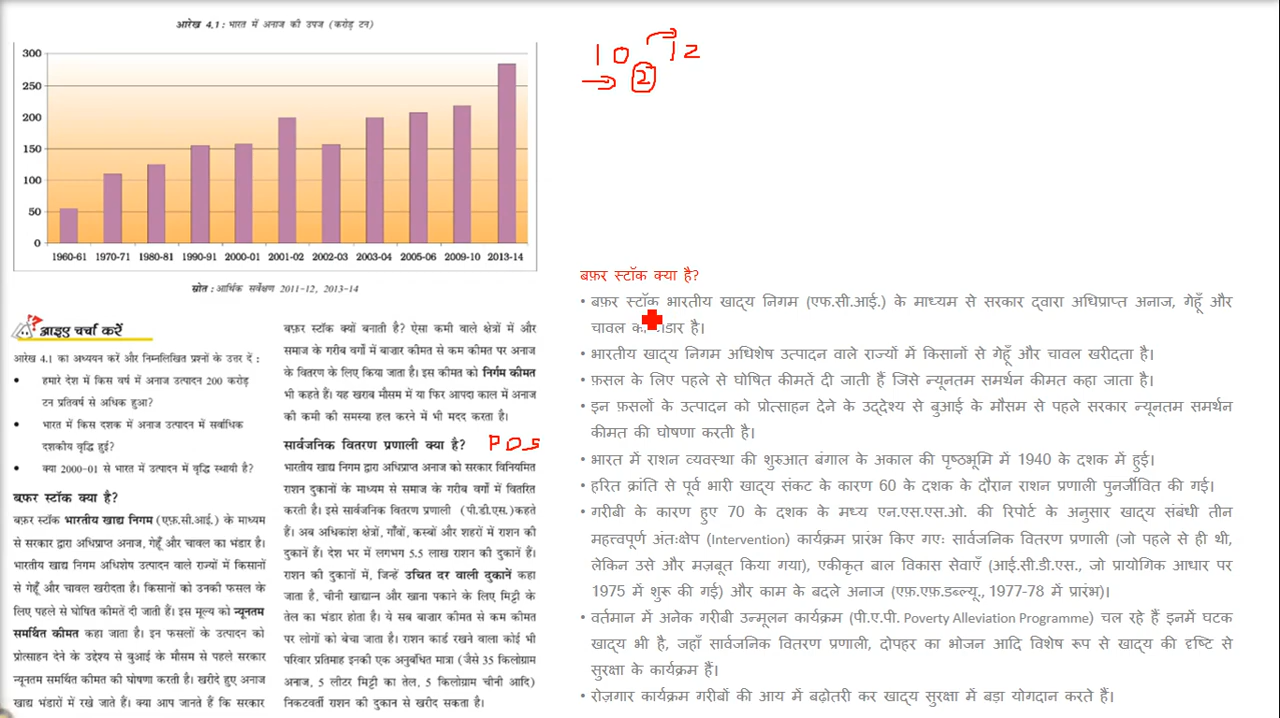 आरेख 4.1 : भारत में अनाज की उपज (करोड़ टन)
300
250
200
150
100
50
0
1960-61 1970-71 1980-81 1990-91 2000-01 2001-02 2002-03 2003-04 2005-06 2009-10 2013-14
स्रोत : आर्थिक सर्वेक्षण 2011-12, 2013-14
आइए चर्चा करें
आरेख 4.1 का अध्ययन करें और निम्नलिखित प्रश्नों के उत्तर दें :
• हमारे देश में किस वर्ष में अनाज उत्पादन 200 करोड़
टन प्रतिवर्ष से अधिक हुआ?
• भारत में किस दशक में अनाज उत्पादन में सर्वाधिक
दशकीय वृद्धि हुई?
• क्या 2000-01 से भारत में उत्पादन में वृद्धि स्थायी है?
बफ़र स्टॉक क्या है?
बफ़र स्टॉक भारतीय खाद्य निगम (एफ़.सी.आई.) के माध्यम
से सरकार द्वारा अधिप्राप्त अनाज, गेहूँ और चावल का भंडार है।
भारतीय खाद्य निगम अधिशेष उत्पादन वाले राज्यों में किसानों
से गेहूँ और चावल खरीदता है। किसानों को उनकी फसल के
लिए पहले से घोषित कीमतें दी जाती हैं। इस मूल्य को न्यूनतम
समर्थित कीमत कहा जाता है। इन फसलों के उत्पादन को
प्रोत्साहन देने के उद्देश्य से बुआई के मौसम से पहले सरकार
न्यूनतम समर्थित कीमत की घोषणा करती है। खरीदे हुए अनाज
खाद्य भंडारों में रखे जाते हैं। क्या आप जानते हैं कि सरकार
बफ़र स्टॉक क्यों बनाती है? ऐसा कमी वाले क्षेत्रों में और
समाज के गरीब वर्गों में बाज़ार कीमत से कम कीमत पर अनाज
के वितरण के लिए किया जाता है। इस कीमत को निर्गम कीमत
भी कहते हैं। यह खराब मौसम में या फिर आपदा काल में अनाज
की कमी की समस्या हल करने में भी मदद करता है।
सार्वजनिक वितरण प्रणाली क्या है? PDS
भारतीय खाद्य निगम द्वारा अधिप्राप्त अनाज को सरकार विनियमित
राशन दुकानों के माध्यम से समाज के गरीब वर्गों में वितरित
करती है। इसे सार्वजनिक वितरण प्रणाली (पी.डी.एस.) कहते
हैं। अब अधिकांश क्षेत्रों, गाँवों, कस्बों और शहरों में राशन की
दुकानें हैं। देश भर में लगभग 5.5 लाख राशन की दुकानें हैं।
राशन की दुकानों में, जिन्हें उचित दर वाली दुकानें कहा
जाता है, चीनी खाद्यान्न और खाना पकाने के लिए मिट्टी के
तेल का भंडार होता है। ये सब बाज़ार कीमत से कम कीमत
पर लोगों को बेचा जाता है। राशन कार्ड रखने वाला कोई भी
परिवार प्रतिमाह इनकी एक अनुबंधित मात्रा (जैसे 35 किलोग्राम
अनाज, 5 लीटर मिट्टी का तेल, 5 किलोग्राम चीनी आदि)
निकटवर्ती राशन की दुकान से खरीद सकता है।
10 12
2
बफ़र स्टॉक क्या है?
• बफ़र स्टॉक भारतीय खाद्य निगम (एफ.सी.आई.) के माध्यम से सरकार द्वारा अधिप्राप्त अनाज, गेहूँ और
चावल है।
• भारतीय खाद्य निगम अधिशेष उत्पादन वाले राज्यों में किसानों से गेहूँ और चावल खरीदता है।
• फ़सल के लिए पहले से घोषित कीमतें दी जाती हैं जिसे न्यूनतम समर्थन कीमत कहा जाता है।
• इन फ़सलों के उत्पादन को प्रोत्साहन देने के उद्देश्य से बुआई के मौसम से पहले सरकार न्यूनतम समर्थन
कीमत की घोषणा करती है।
• भारत में राशन व्यवस्था की शुरुआत बंगाल के अकाल की पृष्ठभूमि में 1940 के दशक में हुई।
• हरित क्रांति से पूर्व भारी खाद्य संकट के कारण 60 के दशक के दौरान राशन प्रणाली पुनर्जीवित की गई।
• गरीबी के कारण हुए 70 के दशक के मध्य एन.एस.एस.ओ. की रिपोर्ट के अनुसार खाद्य संबंधी तीन
महत्त्वपूर्ण अंतःक्षेप (Intervention) कार्यक्रम प्रारंभ किए गएः सार्वजनिक वितरण प्रणाली (जो पहले से ही थी,
लेकिन उसे और मज़बूत किया गया), एकीकृत बाल विकास सेवाएँ (आई.सी.डी.एस., जो प्रायोगिक आधार पर
1975 में शुरू की गई) और काम के बदले अनाज (एफ़.एफ़.डब्ल्यू., 1977-78 में प्रारंभ)।
• वर्तमान में अनेक गरीबी उन्मूलन कार्यक्रम (पी.ए.पी. Poverty Alleviation Programme) चल रहे हैं इनमें घटक
खाद्य भी है, जहाँ सार्वजनिक वितरण प्रणाली, दोपहर का भोजन आदि विशेष रूप से खाद्य की दृष्टि से
सुरक्षा के कार्यक्रम हैं।
• रोज़गार कार्यक्रम गरीबों की आय में बढ़ोतरी कर खाद्य सुरक्षा में बडा योगदान करते हैं।